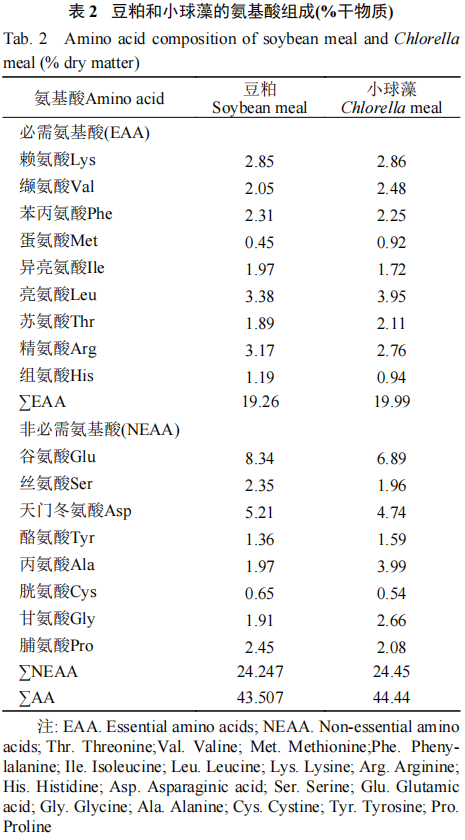 表 2 豆粕和小球藻的氨基酸组成(%干物质)
Tab. 2 Amino acid composition of soybean meal and Chlorella
meal (% dry matter)
氨基酸Amino acid 豆粕 Soybean meal 小球藻 Chlorella meal
必需氨基酸(EAA)
赖氨酸Lys 2.85 2.86
缬氨酸Val 2.05 2.48
苯丙氨酸Phe 2.31 2.25
蛋氨酸Met 0.45 0.92
异亮氨酸Ile 1.97 1.72
亮氨酸Leu 3.38 3.95
苏氨酸Thr 1.89 2.11
精氨酸Arg 3.17 2.76
组氨酸His 1.19 0.94
∑EAA 19.26 19.99
非必需氨基酸(NEAA)
谷氨酸Glu 8.34 6.89
丝氨酸Ser 2.35 1.96
天门冬氨酸Asp 5.21 4.74
酪氨酸Tyr 1.36 1.59
丙氨酸Ala 1.97 3.99
胱氨酸Cys 0.65 0.54
甘氨酸Gly 1.91 2.66
脯氨酸Pro 2.45 2.08
∑NEAA 24.247 24.45
∑AA 43.507 44.44
注: EAA. Essential amino acids; NEAA. Non-essential amino
acids; Thr. Threonine;Val. Valine; Met. Methionine;Phe. Pheny-
lalanine; Ile. Isoleucine; Leu. Leucine; Lys. Lysine; Arg. Arginine;
His. Histidine; Asp. Asparaginic acid; Ser. Serine; Glu. Glutamic
acid; Gly. Glycine; Ala. Alanine; Cys. Cystine; Tyr. Tyrosine; Pro.
Proline